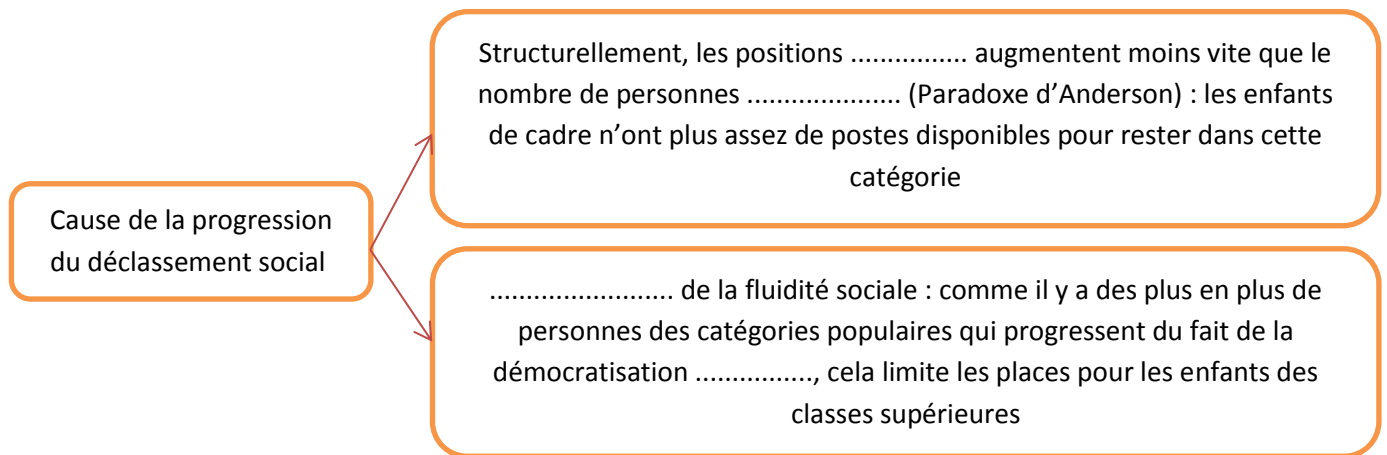 Cause de la progression
du déclassement social
Structurellement, les positions ................ augmentent moins vite que le
nombre de personnes ..................... (Paradoxe d’Anderson) : les enfants
de cadre n’ont plus assez de postes disponibles pour rester dans cette
catégorie
......................... de la fluidité sociale : comme il y a des plus en plus de
personnes des catégories populaires qui progressent du fait de la
démocratisation ................, cela limite les places pour les enfants des
classes supérieures